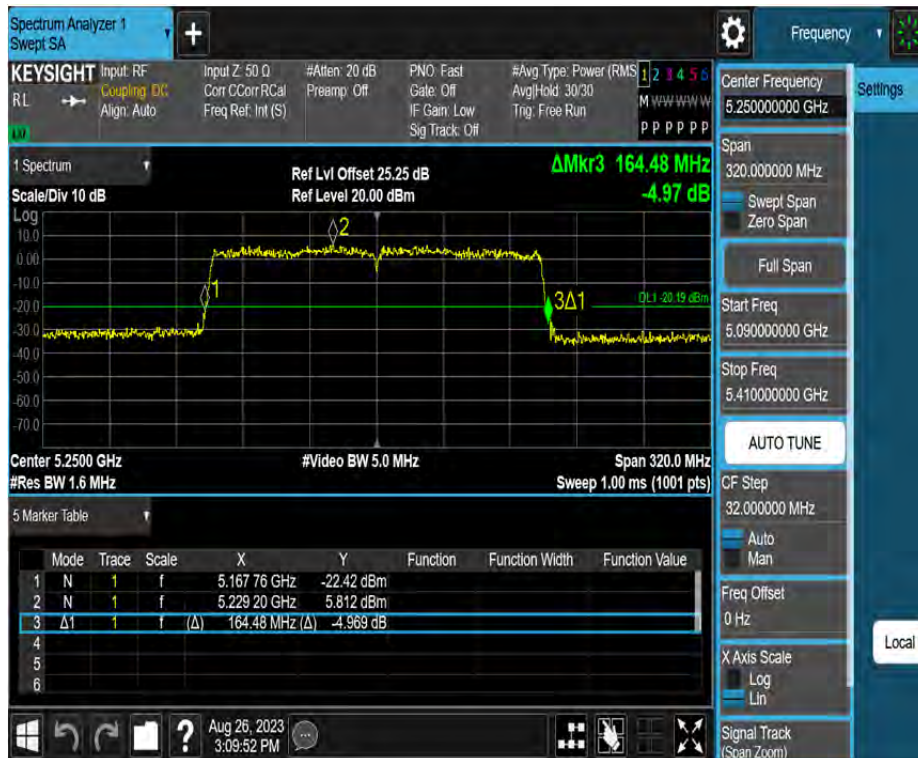 Spectrum Analyzer 1
Swept SA
+
Frequency
KEYSIGHT
RL
Input: RF
Coupling: DC
Align: Auto
Input Z: 50 Ω
Corr CCorr RCal
Freq Ref: Int (S)
#Atten: 20 dB
Preamp: Off
PNO: Fast
Gate: Off
IF Gain: Low
Sig Track: Off
#Avg Type: Power (RMS
Avg|Hold: 30/30
Trig: Free Run
1 2 3 4 5 6
M W W W W W
P P P P P P
LXI
1 Spectrum
Scale/Div 10 dB
Ref Lvl Offset 25.25 dB
Ref Level 20.00 dBm
ΔMkr3 164.48 MHz
-4.97 dB
Log
10.0
0.00
-10.0
-20.0
-30.0
-40.0
-50.0
-60.0
-70.0
2
1
3Δ1
DL1 -20.19 dBm
Center 5.2500 GHz
#Video BW 5.0 MHz
Span 320.0 MHz
#Res BW 1.6 MHz
Sweep 1.00 ms (1001 pts)
5 Marker Table
Mode Trace Scale X Y Function Function Width Function Value
1 N 1 f 5.167 76 GHz -22.42 dBm
2 N 1 f 5.229 20 GHz 5.812 dBm
3 Δ1 1 f (Δ) 164.48 MHz (Δ) -4.969 dB
4
5
6
?
Aug 26, 2023
3:09:52 PM
Center Frequency
5.250000000 GHz
Span
320.000000 MHz
Swept Span
Zero Span
Full Span
Start Freq
5.090000000 GHz
Stop Freq
5.410000000 GHz
AUTO TUNE
CF Step
32.000000 MHz
Auto
Man
Freq Offset
0 Hz
X Axis Scale
Log
Lin
Signal Track
(Span Zoom)
Settings
Local